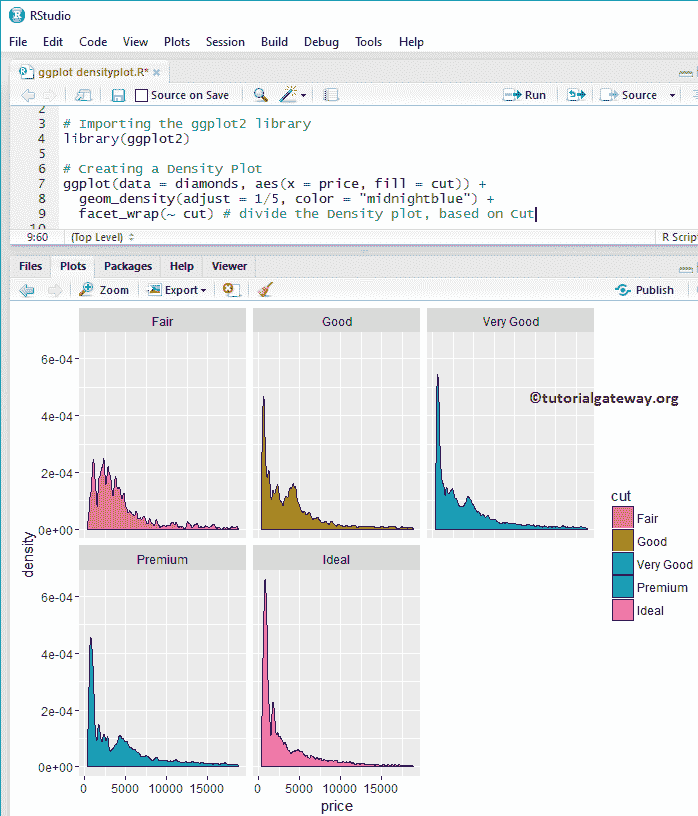 RStudio
File Edit Code View Plots Session Build Debug Tools Help
ggplot densityplot.R*
Source on Save Run Source
2
3 # Importing the ggplot2 library
4 library(ggplot2)
5
6 # Creating a Density Plot
7 ggplot(data = diamonds, aes(x = price, fill = cut)) +
8 geom_density(adjust = 1/5, color = "midnightblue") +
9 facet_wrap(~ cut) # divide the Density plot, based on Cut
10
9:60 (Top Level) R Script
Files Plots Packages Help Viewer
Zoom Export Publish
Fair Good Very Good
6e-04
4e-04
2e-04
0e+00
©tutorialgateway.org
density
Premium Ideal
6e-04
4e-04
2e-04
0e+00
0 5000 10000 15000 0 5000 10000 15000
price
cut
Fair
Good
Very Good
Premium
Ideal